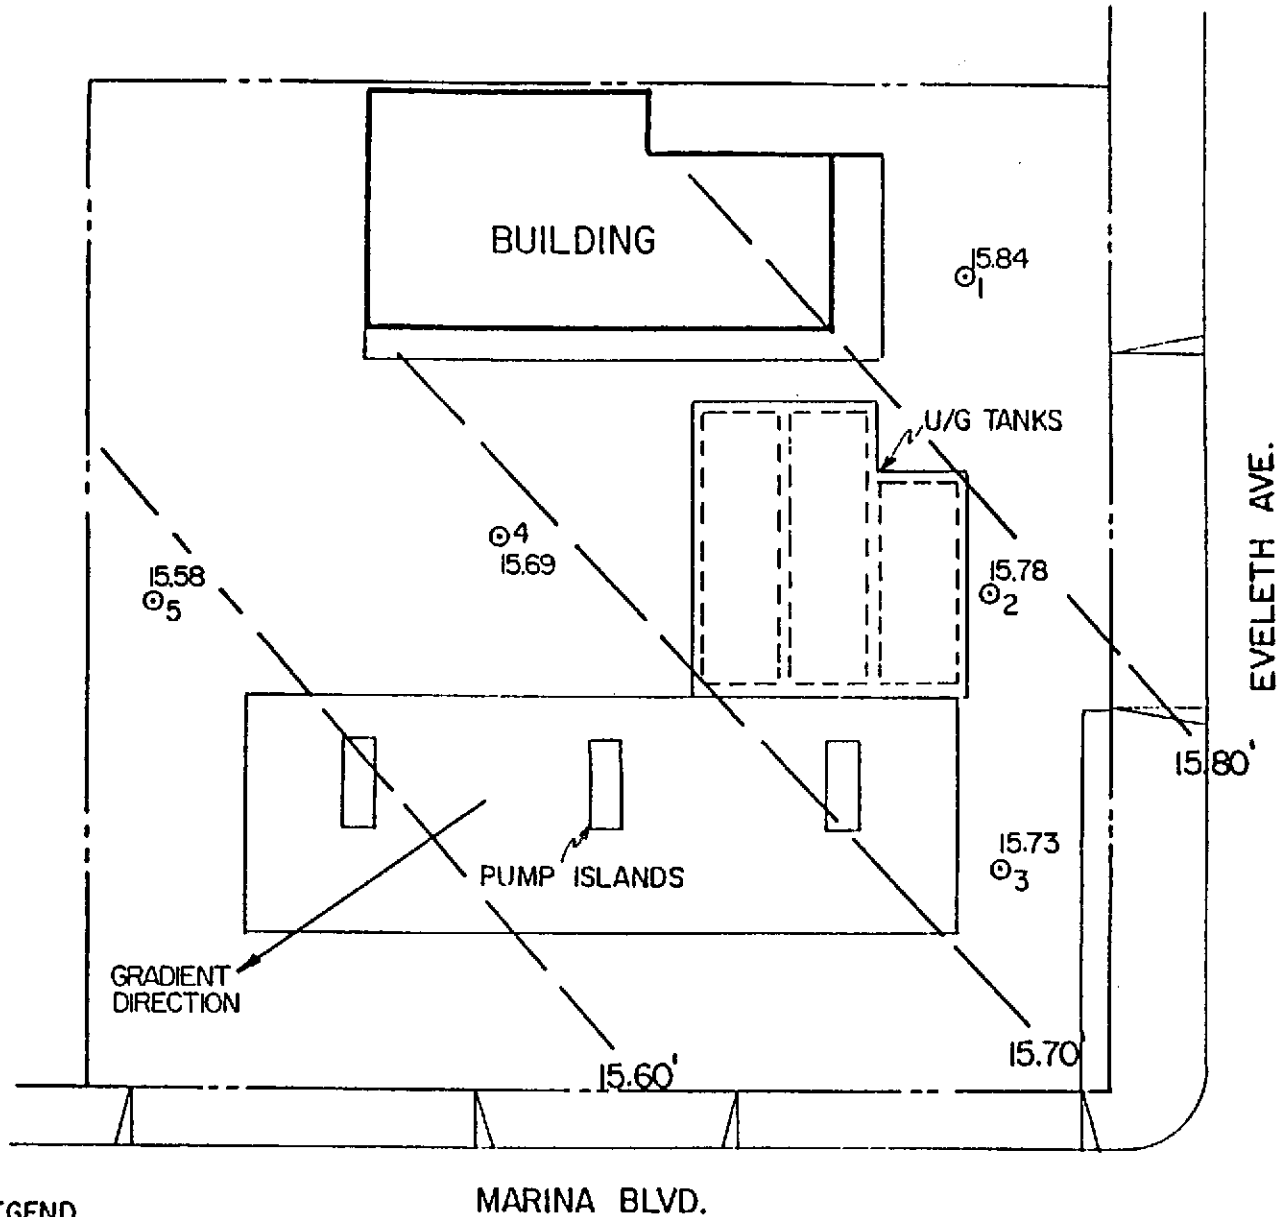 BUILDING
15.84
1
U/G TANKS
EVELETH AVE.
4
15.69
15.58
5
15.78
2
15.80'
15.73
3
PUMP ISLANDS
GRADIENT
DIRECTION
15.70
15.60'
MARINA BLVD.